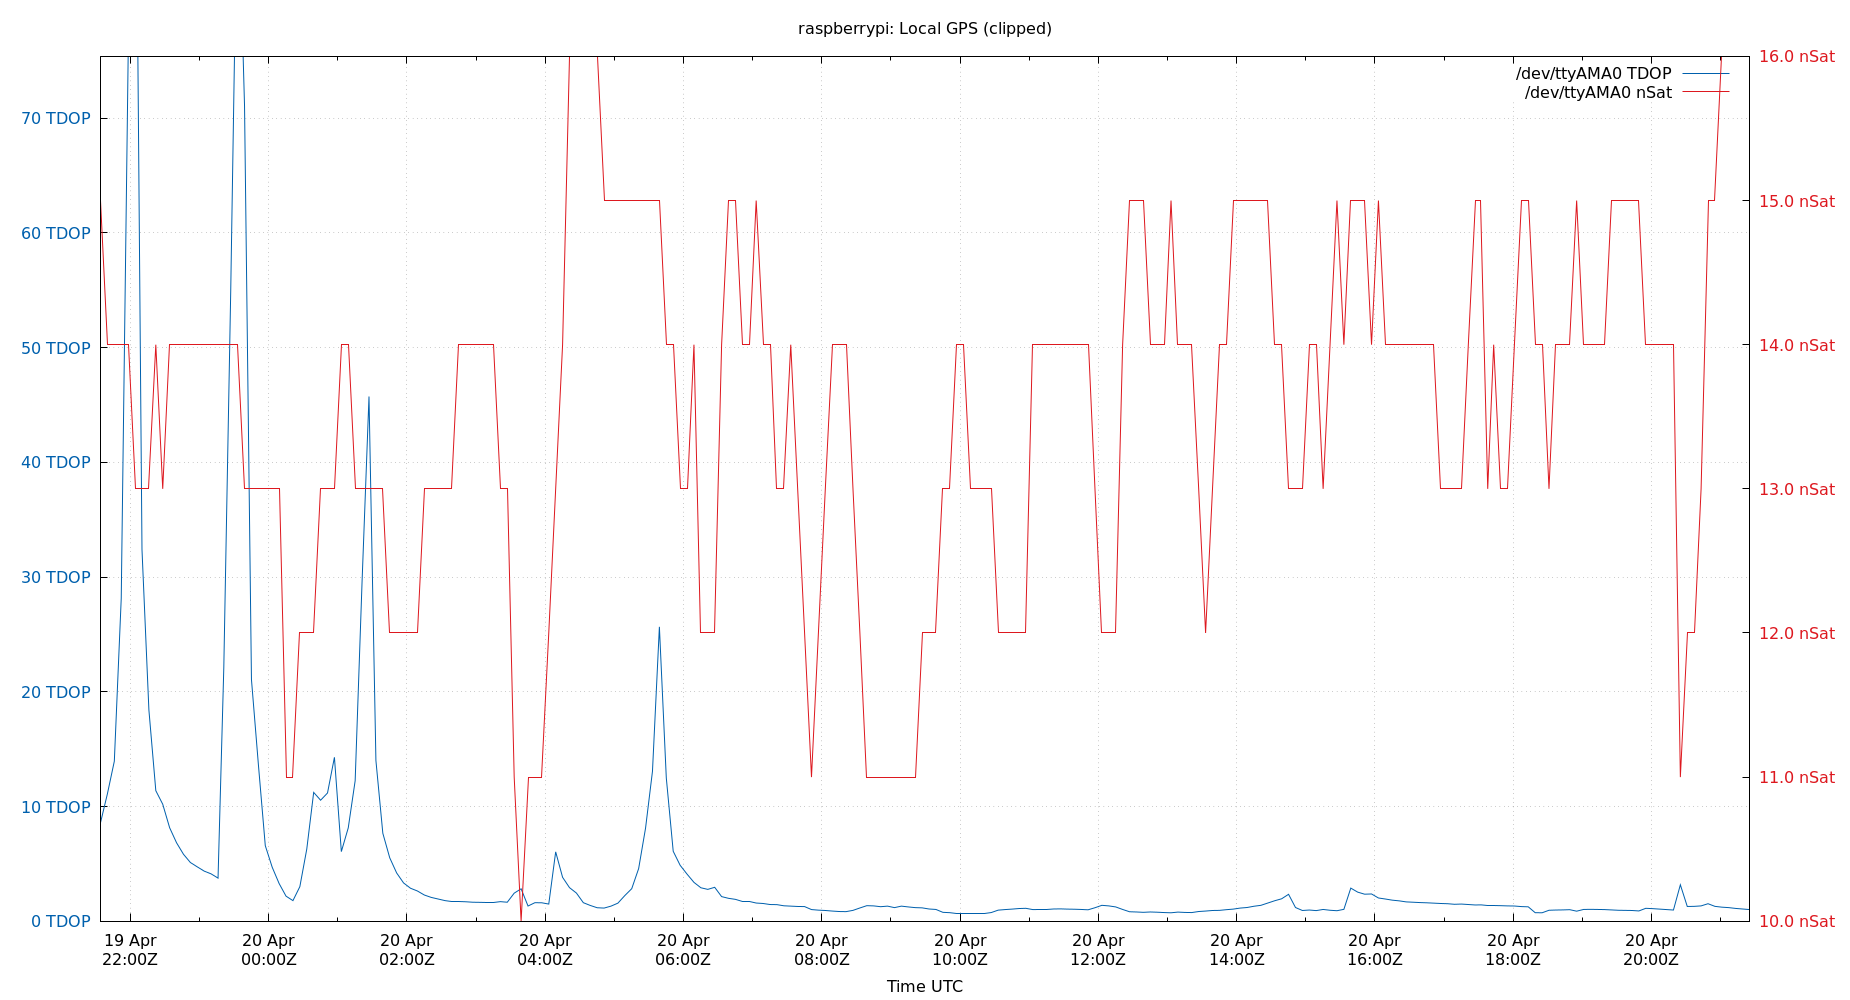 raspberrypi: Local GPS (clipped)
/dev/ttyAMA0 TDOP
/dev/ttyAMA0 nSat
70 TDOP
60 TDOP
50 TDOP
40 TDOP
30 TDOP
20 TDOP
10 TDOP
0 TDOP
16.0 nSat
15.0 nSat
14.0 nSat
13.0 nSat
12.0 nSat
11.0 nSat
10.0 nSat
19 Apr
22:00Z
20 Apr
00:00Z
20 Apr
02:00Z
20 Apr
04:00Z
20 Apr
06:00Z
20 Apr
08:00Z
20 Apr
10:00Z
20 Apr
12:00Z
20 Apr
14:00Z
20 Apr
16:00Z
20 Apr
18:00Z
20 Apr
20:00Z
Time UTC